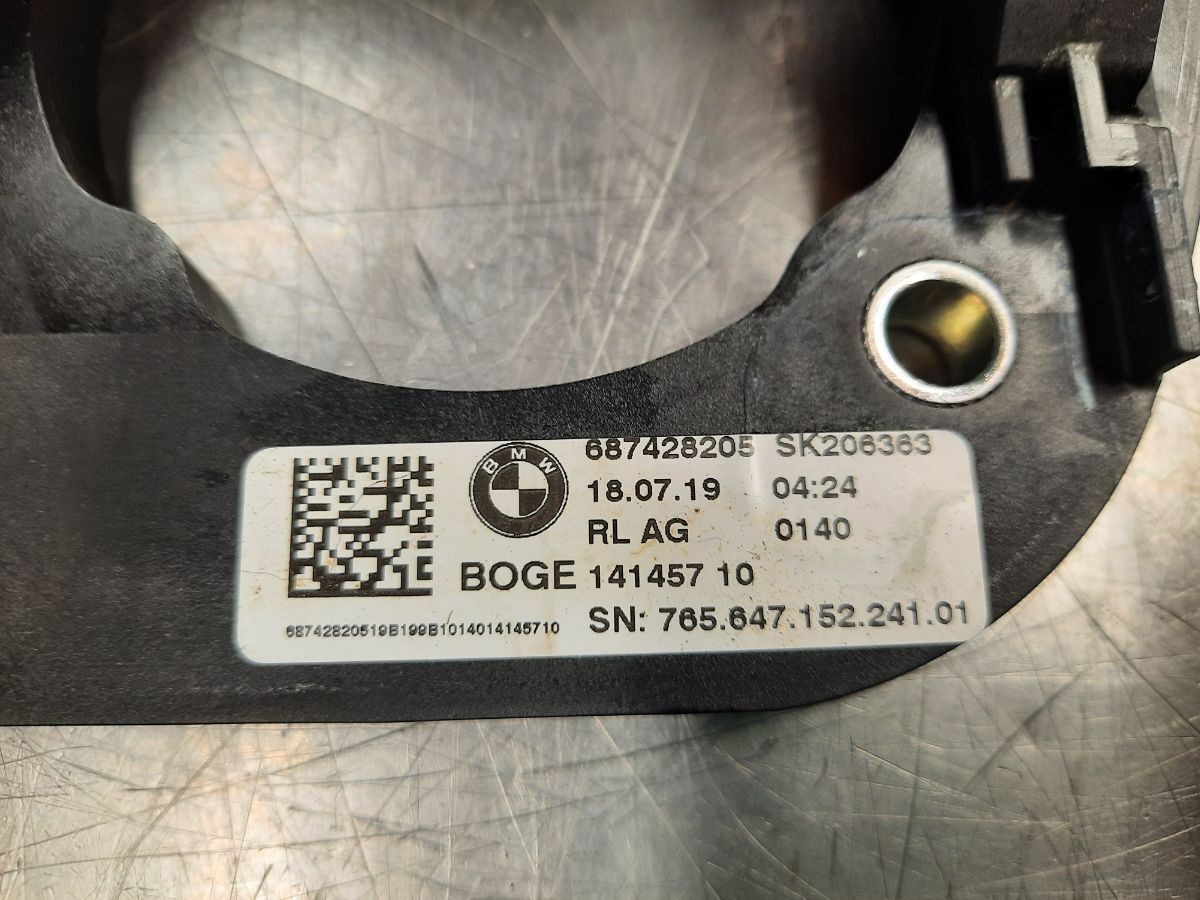 BMW
687428205 SK206363
18.07.19 04:24
RL AG 0140
BOGE 141457 10
SN: 765.647.152.241.01
68742820519B199B1014014145710